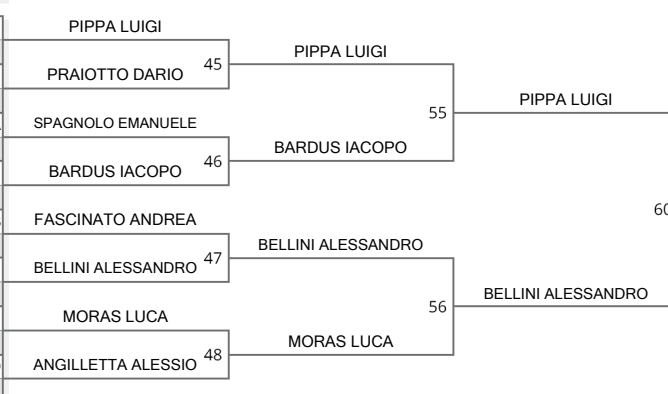 PIPPA LUIGI
PIPPA LUIGI
PRAIOTTO DARIO
45
PIPPA LUIGI
SPAGNOLO EMANUELE
55
BARDUS IACOPO
BARDUS IACOPO
46
FASCINATO ANDREA
60
BELLINI ALESSANDRO
BELLINI ALESSANDRO
47
BELLINI ALESSANDRO
MORAS LUCA
56
MORAS LUCA
ANGILLETTA ALESSIO
48